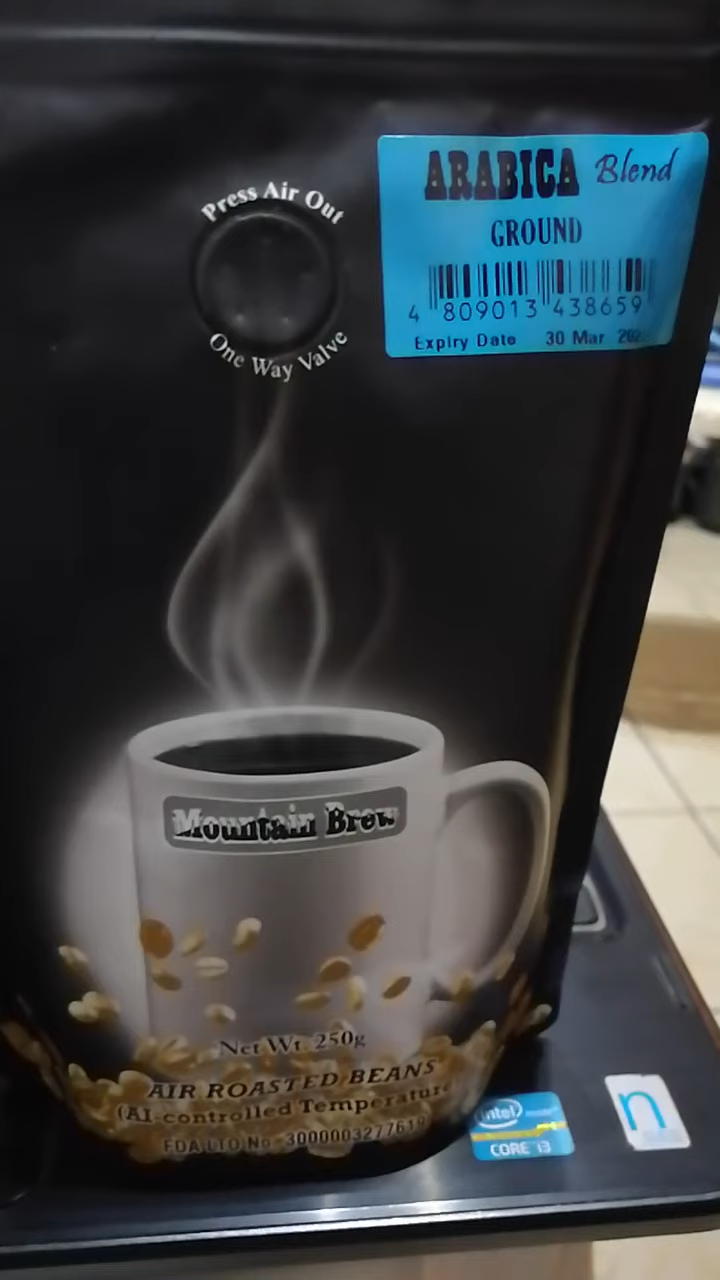 Press Air Out
One Way Valve
ARABICA Blend
GROUND
4 809013 438659
Expiry Date 30 Mar
Mountain Brew
Net Wt. 250g
AIR ROASTED BEANS
(AI-controlled Temperature
FDA LTO No - 3000003277619
intel
CORE i3
n